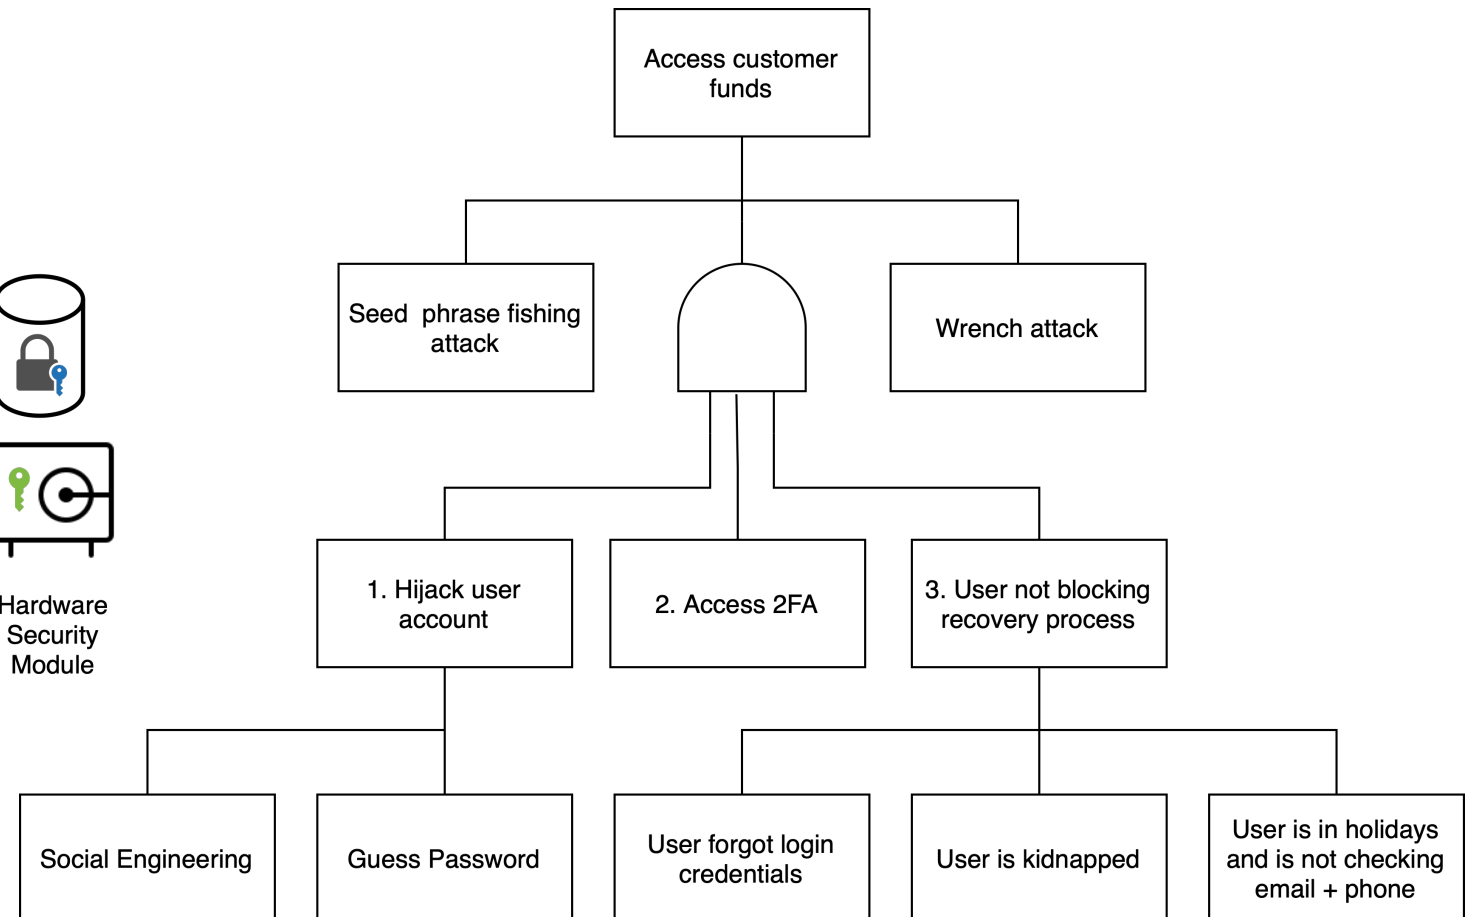 Access customer
funds
Seed phrase fishing
attack
Wrench attack
Hardware
Security
Module
1. Hijack user
account
2. Access 2FA
3. User not blocking
recovery process
Social Engineering
Guess Password
User forgot login
credentials
User is kidnapped
User is in holidays
and is not checking
email + phone